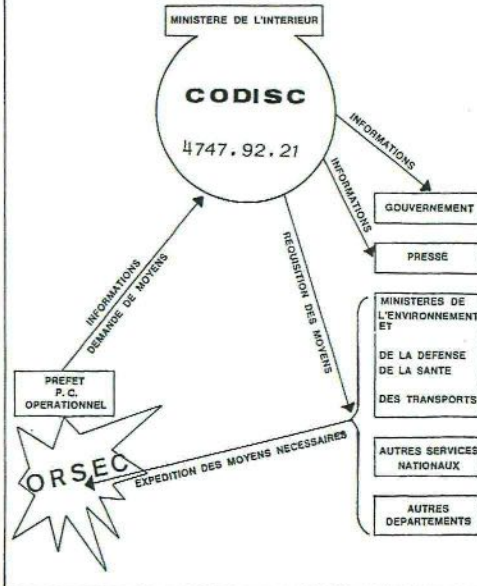 MINISTERE DE L'INTERIEUR
CODISC
4747.92.21
INFORMATIONS
INFORMATIONS
GOUVERNEMENT
PRESSE
REQUISITION DES MOYENS
INFORMATIONS
DEMANDE DE MOYENS
MINISTERES DE
L'ENVIRONNEMENT
ET
DE LA DEFENSE
DE LA SANTE
DES TRANSPORTS
PREFET
P. C.
OPERATIONNEL
ORSEC
EXPEDITION DES MOYENS NECESSAIRES
AUTRES SERVICES
NATIONAUX
AUTRES
DEPARTEMENTS